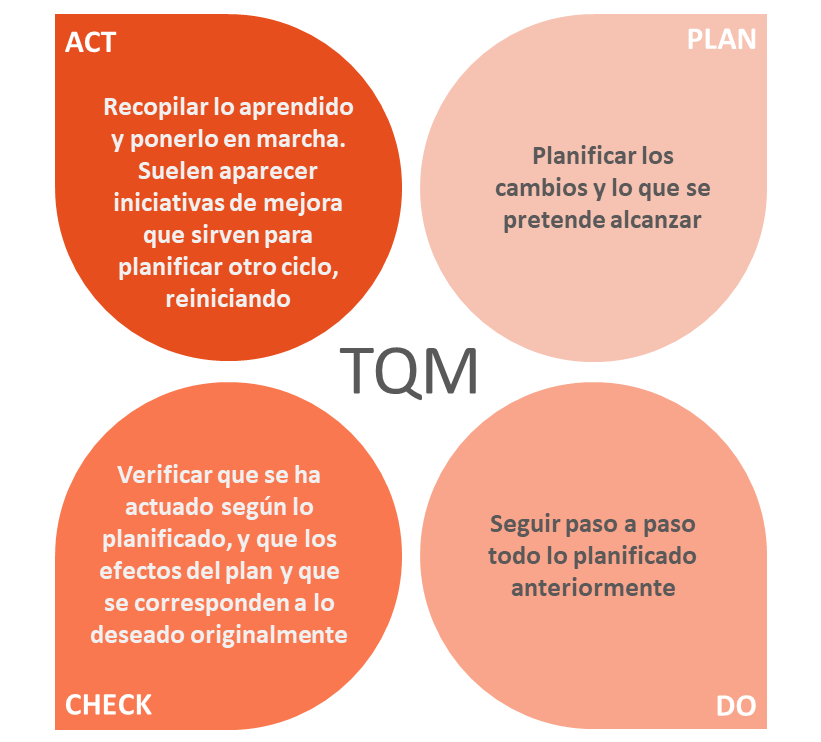 ACT
Recopilar lo aprendido
y ponerlo en marcha.
Suelen aparecer
iniciativas de mejora
que sirven para
planificar otro ciclo,
reiniciando
PLAN
Planificar los
cambios y lo que se
pretende alcanzar
TQM
Verificar que se ha
actuado según lo
planificado, y que los
efectos del plan y que
se corresponden a lo
deseado originalmente
CHECK
Seguir paso a paso
todo lo planificado
anteriormente
DO